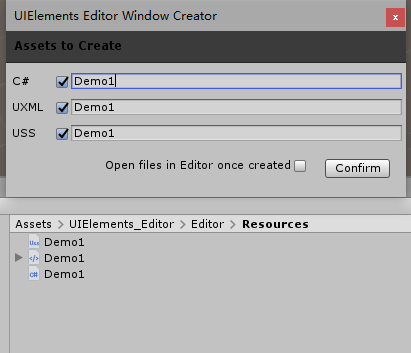 UIElements Editor Window Creator x
Assets to Create
C# Demo1
UXML Demo1
USS Demo1
Open files in Editor once created Confirm
Assets > UIElements_Editor > Editor > Resources
Uss Demo1
</> Demo1
C# Demo1